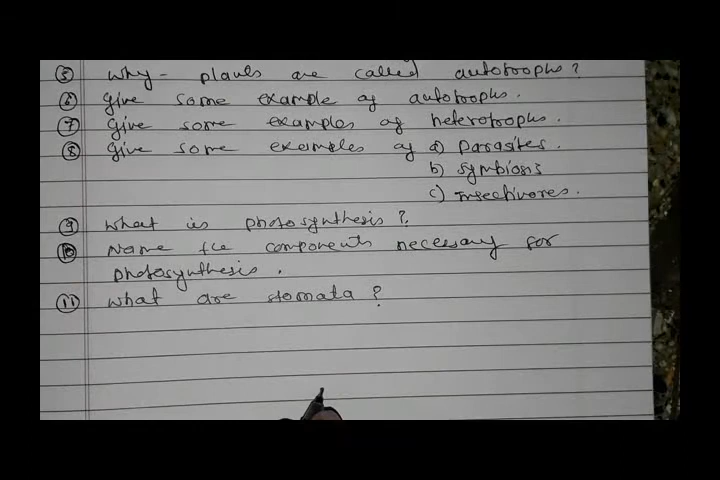 5 Why - plants are called autotrophs?
6 Give some example of autotrophs.
7 Give some examples of heterotrophs.
8 Give some examples of a) Parasites.
b) Symbiosis
c) Insectivores.
9 What is photosynthesis?
10 Name the components necessary for
photosynthesis.
11 What are stomata?